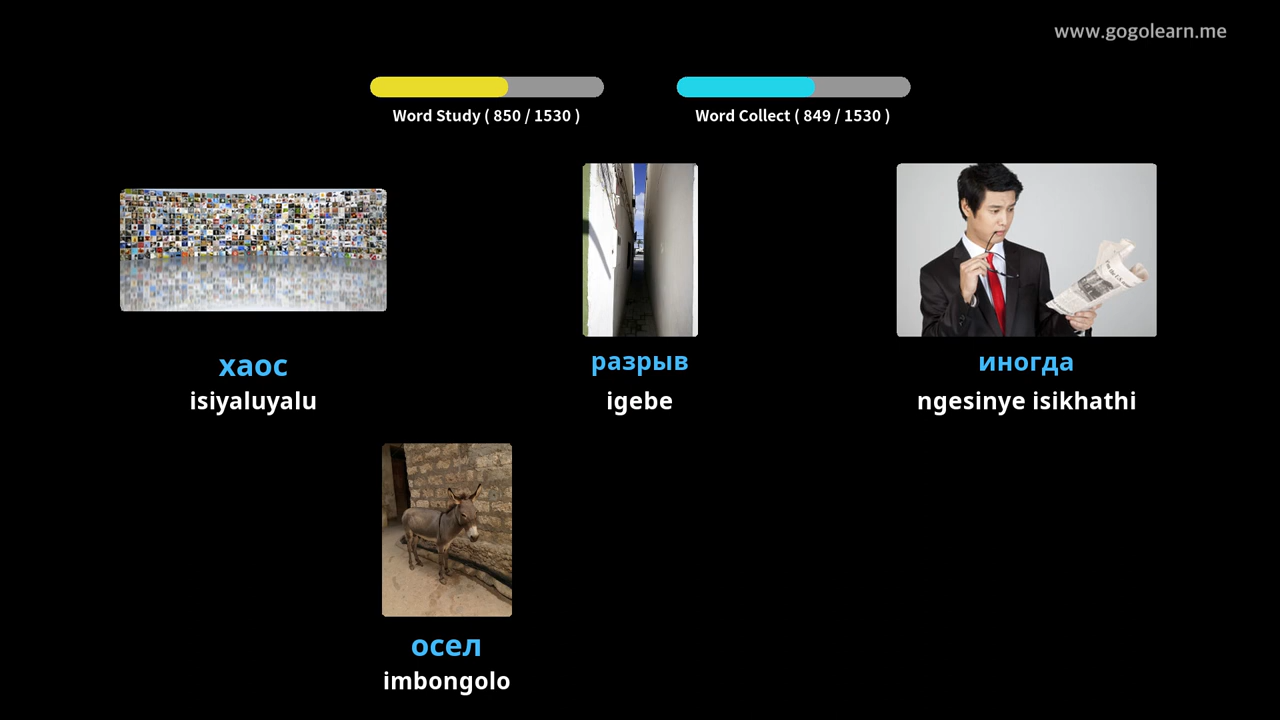 www.gogolearn.me
Word Study ( 850 / 1530 )
Word Collect ( 849 / 1530 )
хаос
isiyaluyalu
разрыв
igebe
иногда
ngesinye isikhathi
осел
imbongolo